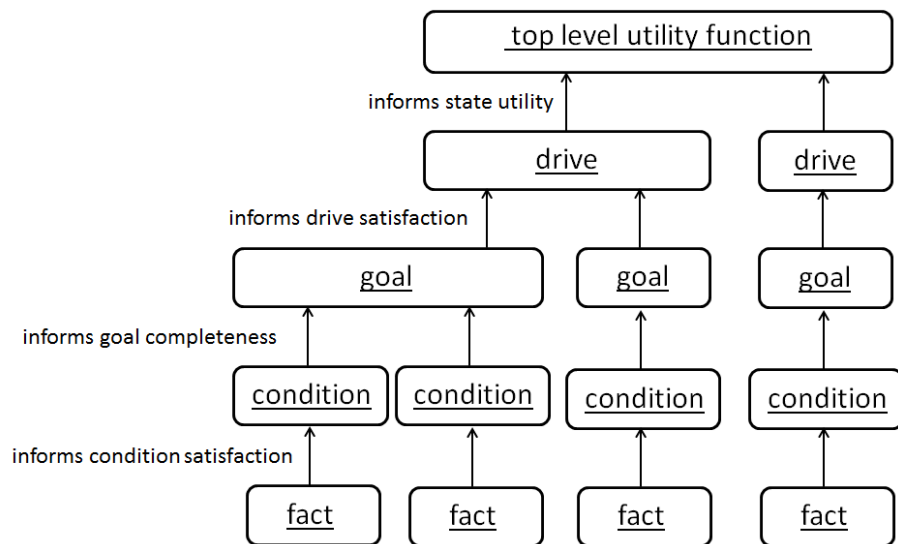 top level utility function
informs state utility
drive
drive
informs drive satisfaction
goal
goal
goal
informs goal completeness
condition
condition
condition
condition
informs condition satisfaction
fact
fact
fact
fact